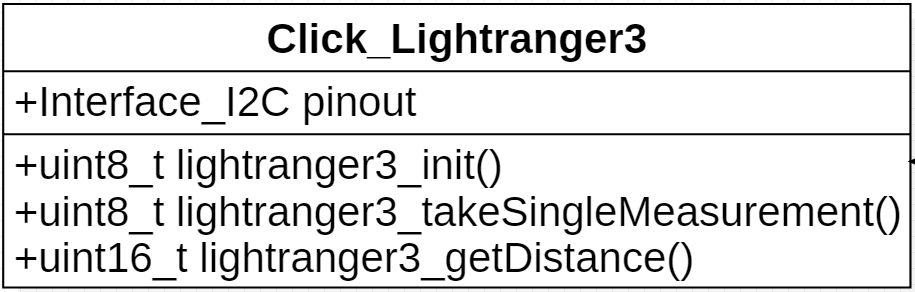 Click_Lightranger3
+Interface_I2C pinout
+uint8_t lightranger3_init()
+uint8_t lightranger3_takeSingleMeasurement()
+uint16_t lightranger3_getDistance()